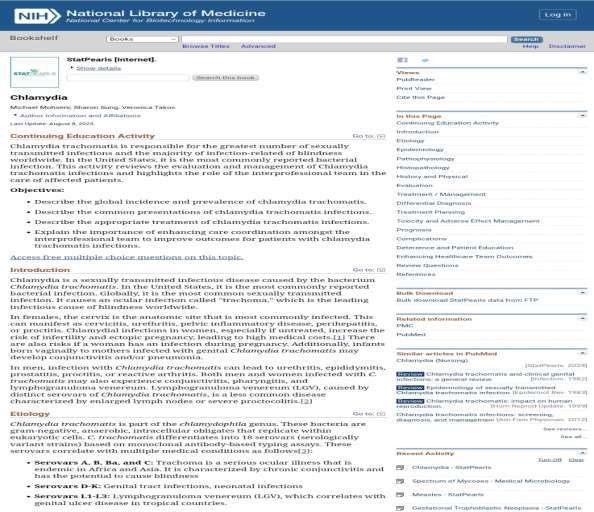 NIH
National Library of Medicine
National Center for Biotechnology Information
Log in
Bookshelf
Books
Search
Browse Titles
Advanced
Help
Disclaimer
StatPearls [Internet].
Show details
Search this book
Chlamydia
Michael Mohseni; Sharon Sung; Veronica Takov.
Author Information and Affiliations
Last Update: August 8, 2023.
Continuing Education Activity
Go to:
Chlamydia trachomatis is responsible for the greatest number of sexually
transmitted infections and the majority of infection-related of blindness
worldwide. In the United States, it is the most commonly reported bacterial
infection. This activity reviews the evaluation and management of Chlamydia
trachomatis infections and highlights the role of the interprofessional team in the
care of affected patients.
Objectives:
• Describe the global incidence and prevalence of chlamydia trachomatis.
• Describe the common presentations of chlamydia trachomatis infections.
• Describe the appropriate treatment of chlamydia trachomatis infections.
• Explain the importance of enhancing care coordination amongst the
interprofessional team to improve outcomes for patients with chlamydia
trachomatis infections.
Access free multiple choice questions on this topic.
Introduction
Go to:
Chlamydia is a sexually transmitted infectious disease caused by the bacterium
Chlamydia trachomatis. In the United States, it is the most commonly reported
bacterial infection. Globally, it is the most common sexually transmitted
infection. It causes an ocular infection called "trachoma," which is the leading
infectious cause of blindness worldwide.
In females, the cervix is the anatomic site that is most commonly infected. This
can manifest as cervicitis, urethritis, pelvic inflammatory disease, perihepatitis,
or proctitis. Chlamydial infections in women, especially if untreated, increase the
risk of infertility and ectopic pregnancy, leading to high medical costs.[1] There
are also risks if a woman has an infection during pregnancy. Additionally, infants
born vaginally to mothers infected with genital Chlamydia trachomatis may
develop conjunctivitis and/or pneumonia.
In men, infection with Chlamydia trachomatis can lead to urethritis, epididymitis,
prostatitis, proctitis, or reactive arthritis. Both men and women infected with C.
trachomatis may also experience conjunctivitis, pharyngitis, and
lymphogranuloma venereum. Lymphogranuloma venereum (LGV), caused by
distinct serovars of Chlamydia trachomatis, is a less common disease
characterized by enlarged lymph nodes or severe proctocolitis.[2]
Etiology
Go to:
Chlamydia trachomatis is part of the chlamydophila genus. These bacteria are
gram-negative, anaerobic, intracellular obligates that replicate within
eukaryotic cells. C. trachomatis differentiates into 18 serovars (serologically
variant strains) based on monoclonal antibody-based typing assays. These
serovars correlate with multiple medical conditions as follows[3]:
• Serovars A, B, Ba, and C: Trachoma is a serious ocular illness that is
endemic in Africa and Asia. It is characterized by chronic conjunctivitis and
has the potential to cause blindness
• Serovars D-K: Genital tract infections, neonatal infections
• Serovars L1-L3: Lymphogranuloma venereum (LGV), which correlates with
genital ulcer disease in tropical countries.
Views
PubReader
Print View
Cite this Page
In this Page
Continuing Education Activity
Introduction
Etiology
Epidemiology
Pathophysiology
Histopathology
History and Physical
Evaluation
Treatment / Management
Differential Diagnosis
Treatment Planning
Toxicity and Adverse Effect Management
Prognosis
Complications
Deterrence and Patient Education
Enhancing Healthcare Team Outcomes
Review Questions
References
Bulk Download
Bulk download StatPearls data from FTP
Related information
PMC
PubMed
Similar articles in PubMed
Chlamydia (Nursing)
[StatPearls. 2024]
Review Chlamydia trachomatis and clinical genital
infections: a general review. [Infection. 1982]
Review Epidemiology of sexually transmitted
Chlamydia trachomatis infection [Epidemiol Rev. 1983]
Review Chlamydia trachomatis: impact on human
reproduction. [Hum Reprod Update. 1999]
Chlamydia trachomatis infections: screening,
diagnosis, and management [Am Fam Physician. 2012]
See reviews...
See all...
Recent Activity
Turn Off
Clear
Chlamydia - StatPearls
Spectrum of Mycoses - Medical Microbiology
Measles - StatPearls
Gestational Trophoblastic Neoplasia - StatPearls